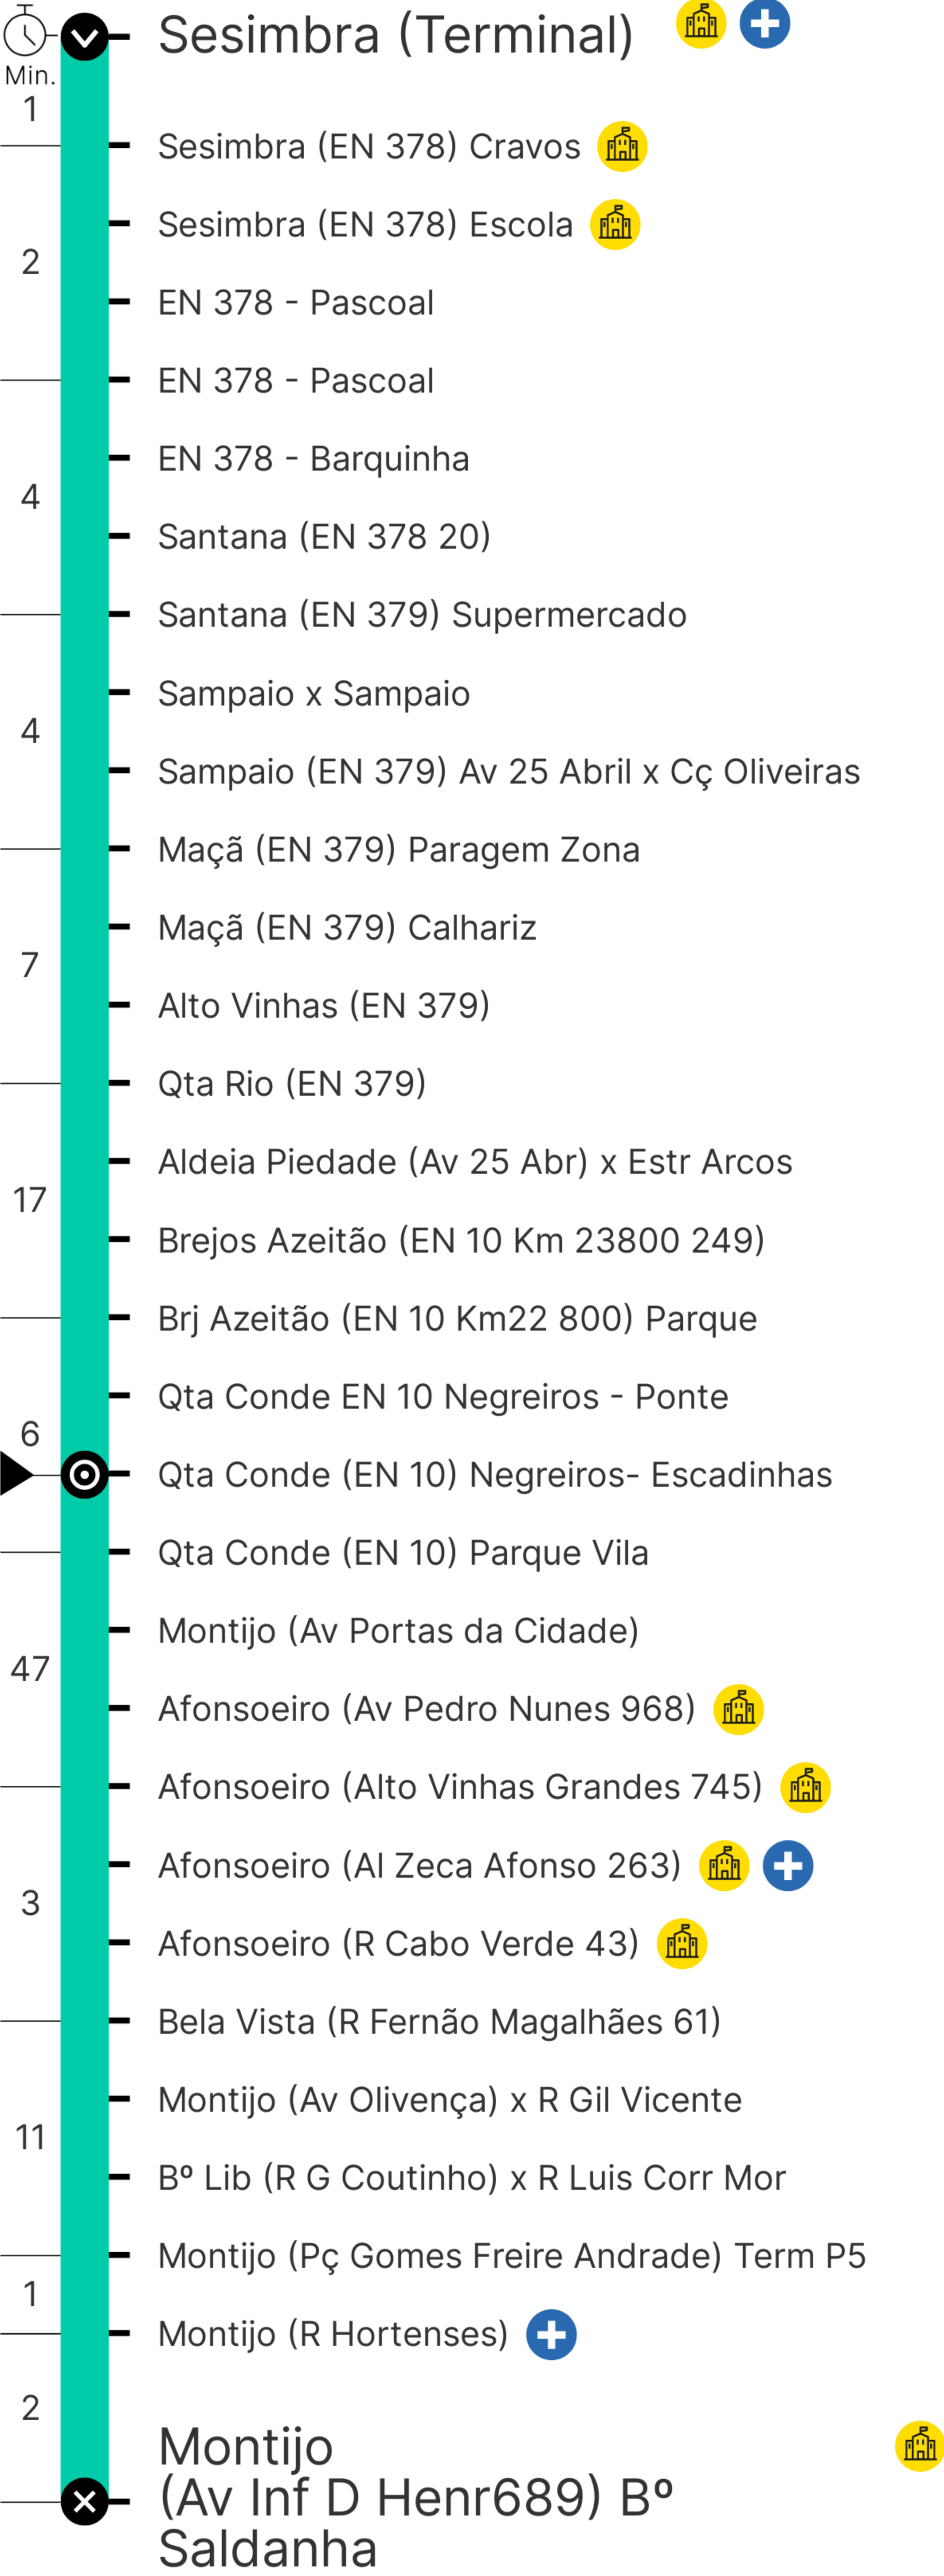 Sesimbra (Terminal)
Min.
1
Sesimbra (EN 378) Cravos
Sesimbra (EN 378) Escola
2
EN 378 - Pascoal
EN 378 - Pascoal
EN 378 - Barquinha
4
Santana (EN 378 20)
Santana (EN 379) Supermercado
Sampaio x Sampaio
4
Sampaio (EN 379) Av 25 Abril x Cç Oliveiras
Maçã (EN 379) Paragem Zona
Maçã (EN 379) Calhariz
7
Alto Vinhas (EN 379)
Qta Rio (EN 379)
Aldeia Piedade (Av 25 Abr) x Estr Arcos
17
Brejos Azeitão (EN 10 Km 23800 249)
Brj Azeitão (EN 10 Km22 800) Parque
Qta Conde EN 10 Negreiros - Ponte
6
Qta Conde (EN 10) Negreiros- Escadinhas
Qta Conde (EN 10) Parque Vila
Montijo (Av Portas da Cidade)
47
Afonsoeiro (Av Pedro Nunes 968)
Afonsoeiro (Alto Vinhas Grandes 745)
Afonsoeiro (Al Zeca Afonso 263)
3
Afonsoeiro (R Cabo Verde 43)
Bela Vista (R Fernão Magalhães 61)
Montijo (Av Olivença) x R Gil Vicente
11
Bº Lib (R G Coutinho) x R Luis Corr Mor
Montijo (Pç Gomes Freire Andrade) Term P5
1
Montijo (R Hortenses)
2
Montijo
(Av Inf D Henr689) Bº
Saldanha